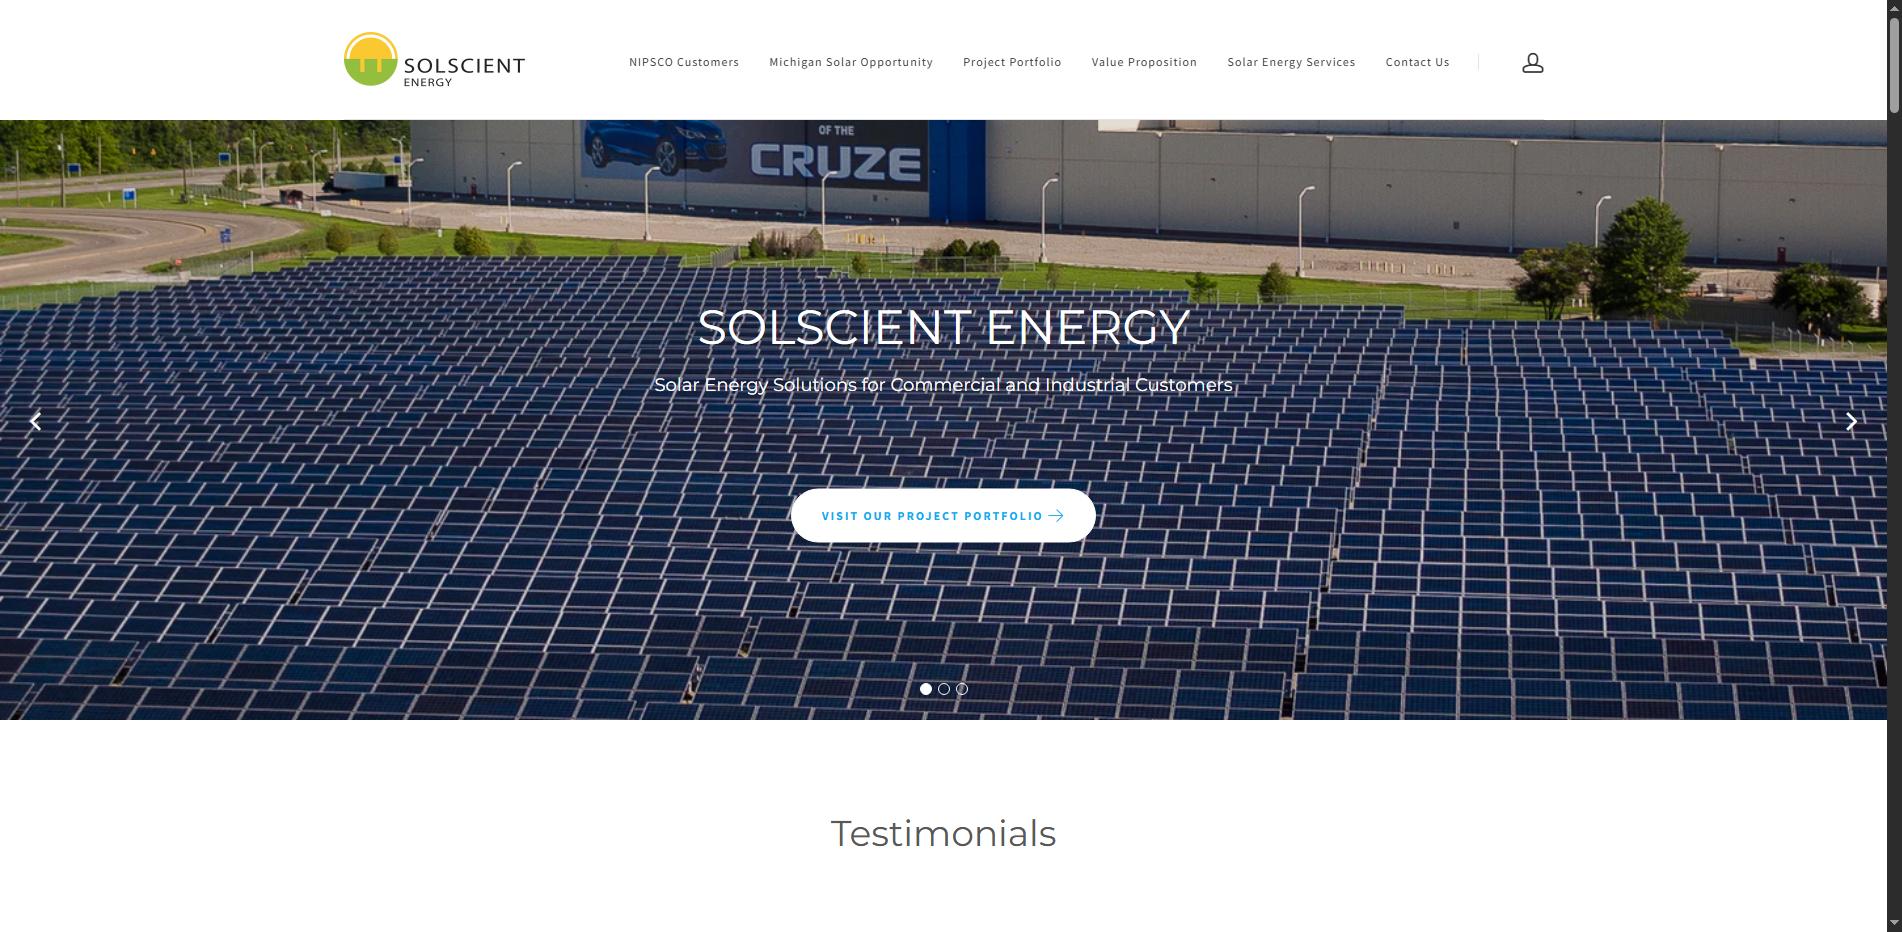 SOLSCIENT
ENERGY
NIPSCO Customers
Michigan Solar Opportunity
Project Portfolio
Value Proposition
Solar Energy Services
Contact Us
OF THE
CRUZE
SOLSCIENT ENERGY
Solar Energy Solutions for Commercial and Industrial Customers
VISIT OUR PROJECT PORTFOLIO
Testimonials